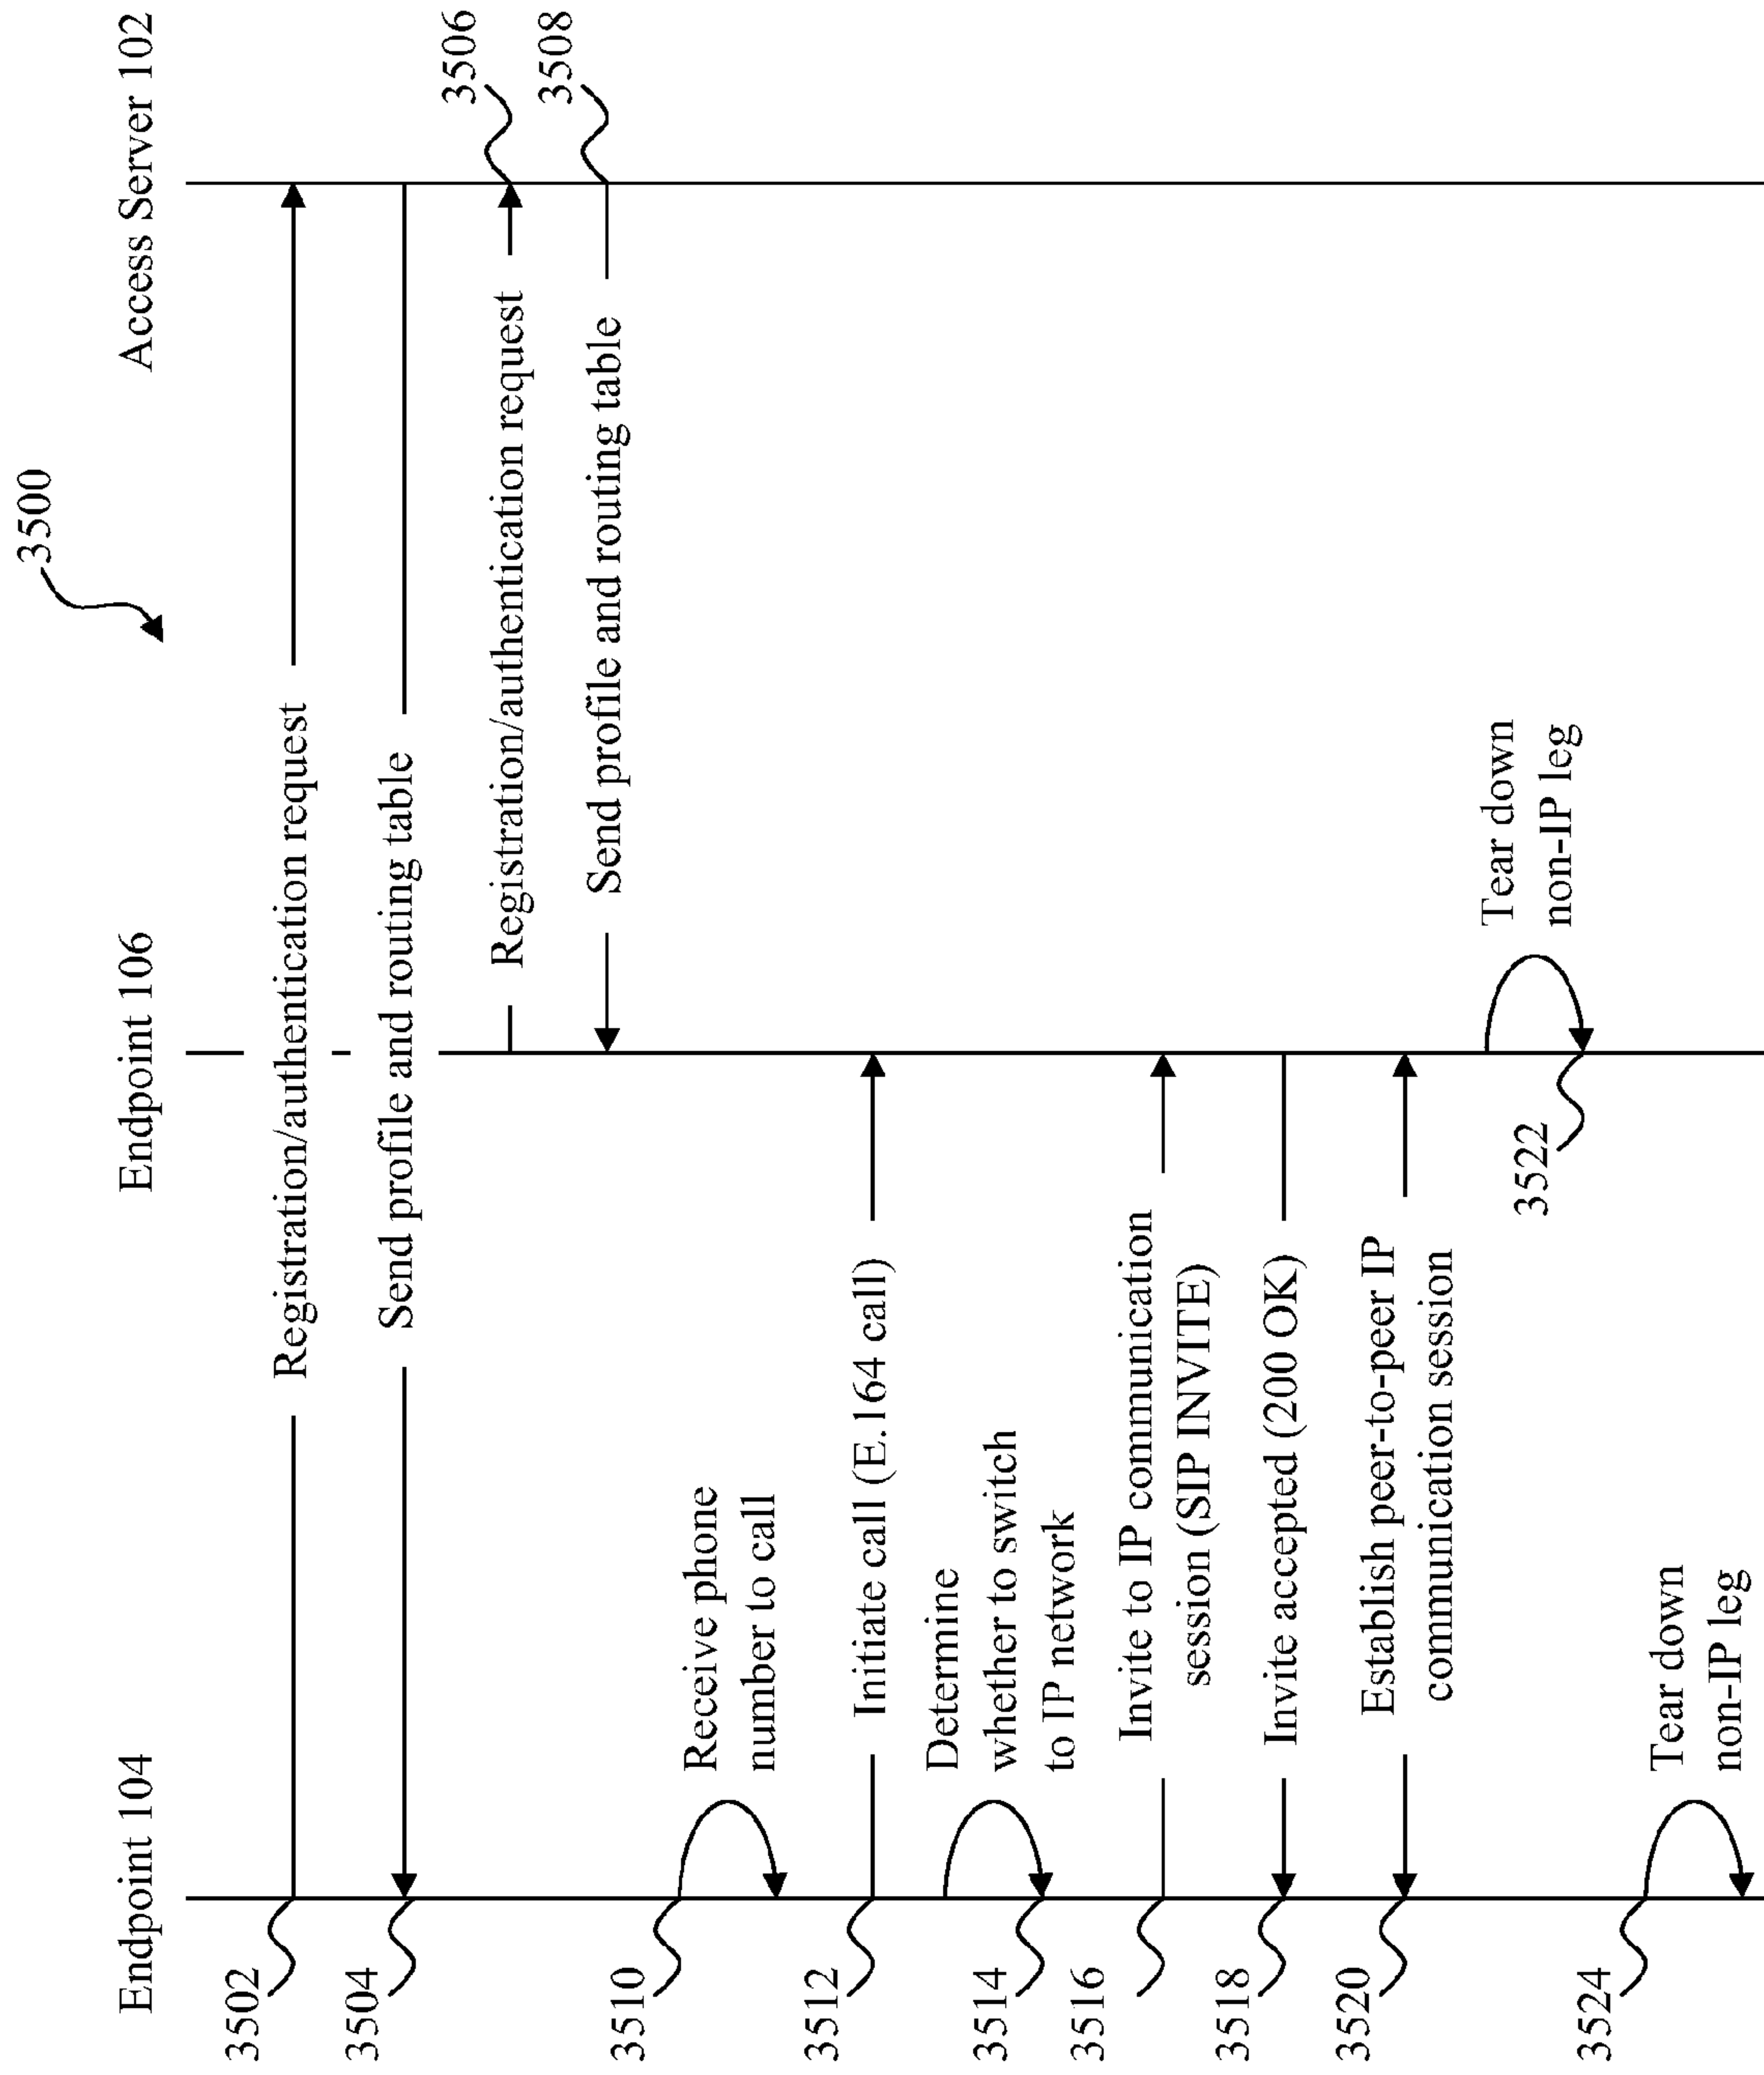 3500
Endpoint 104
Endpoint 106
Access Server 102
3502
Registration/authentication request
3504
Send profile and routing table
Registration/authentication request
3506
Send profile and routing table
3508
3510
Receive phone
number to call
3512
Initiate call (E.164 call)
3514
Determine
whether to switch
to IP network
3516
Invite to IP communication
session (SIP INVITE)
3518
Invite accepted (200 OK)
3520
Establish peer-to-peer IP
communication session
3522
Tear down
non-IP leg
3524
Tear down
non-IP leg